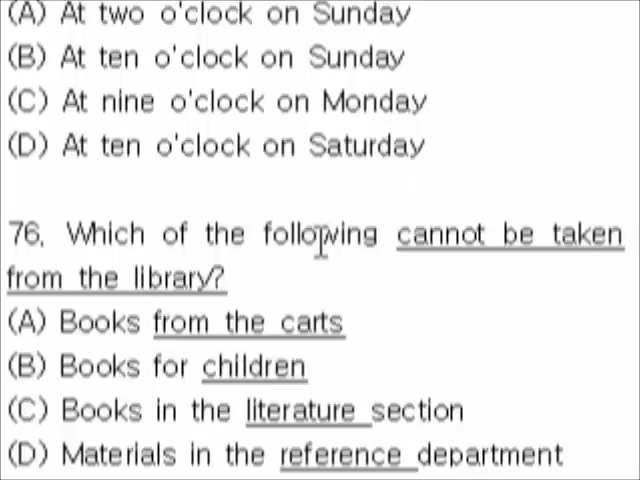 (A) At two o'clock on Sunday
(B) At ten o'clock on Sunday
(C) At nine o'clock on Monday
(D) At ten o'clock on Saturday
76. Which of the following cannot be taken
from the library?
(A) Books from the carts
(B) Books for children
(C) Books in the literature section
(D) Materials in the reference department